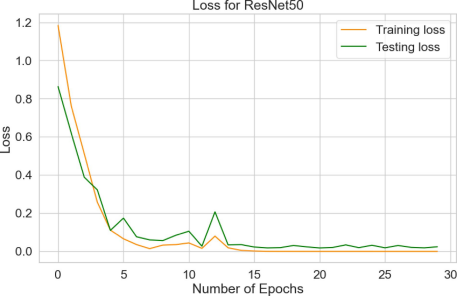 Loss for ResNet50
Training loss
Testing loss
Loss
1.2
1.0
0.8
0.6
0.4
0.2
0.0
0 5 10 15 20 25 30
Number of Epochs